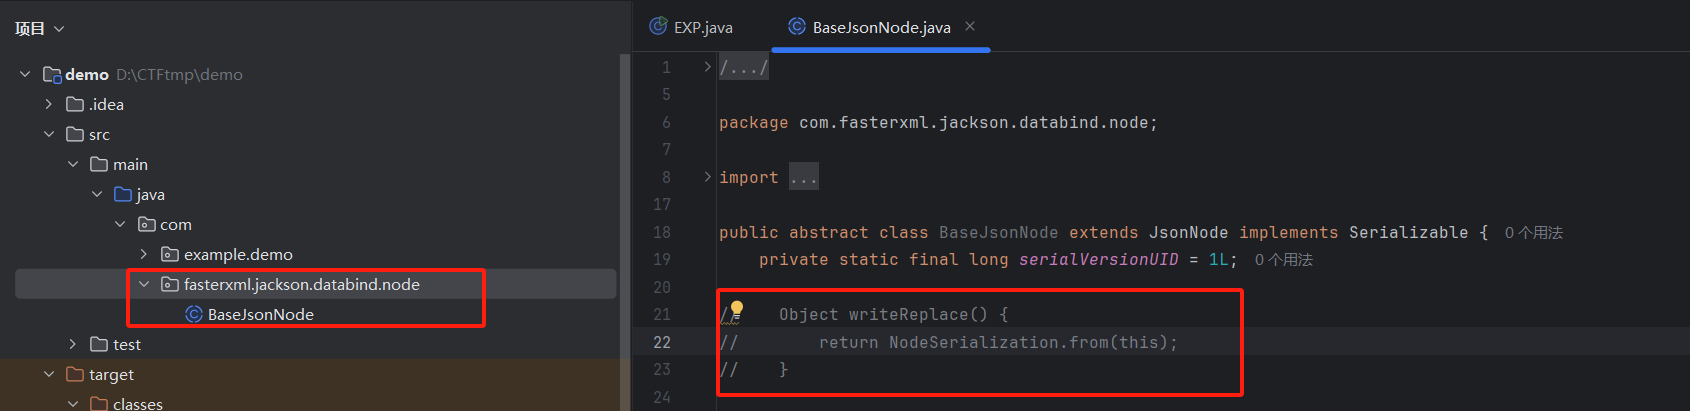 项目
demo D:\CTFtmp\demo
.idea
src
main
java
com
example.demo
fasterxml.jackson.databind.node
BaseJsonNode
test
target
classes
EXP.java
BaseJsonNode.java
1 /.../
5
6 package com.fasterxml.jackson.databind.node;
7
8 import ...
17
18 public abstract class BaseJsonNode extends JsonNode implements Serializable { 0 个用法
19 private static final long serialVersionUID = 1L; 0 个用法
20
21 // Object writeReplace() {
22 // return NodeSerialization.from(this);
23 // }
24